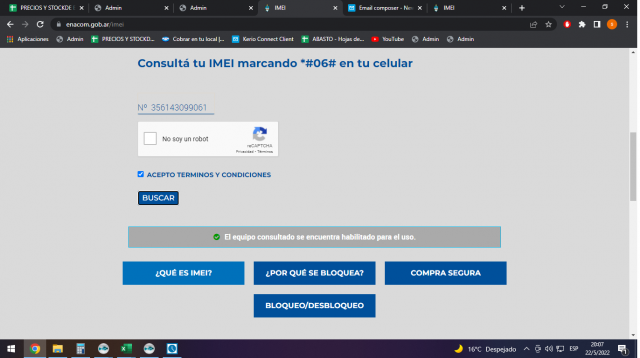 PRECIOS Y STOCKDE
Admin
Admin
IMEI
Email composer - Ne
IMEI
enacom.gob.ar/imei
Aplicaciones
Admin
PRECIOS Y STOCKD...
Cobrar en tu local |...
Kerio Connect Client
ABASTO - Hojas de...
YouTube
Admin
Admin
Consultá tu IMEI marcando *#06# en tu celular
Nº 356143099061
No soy un robot
reCAPTCHA
Privacidad - Términos
ACEPTO TERMINOS Y CONDICIONES
BUSCAR
El equipo consultado se encuentra habilitado para el uso.
¿QUÉ ES IMEI?
¿POR QUÉ SE BLOQUEA?
COMPRA SEGURA
BLOQUEO/DESBLOQUEO
16°C Despejado
ESP
20:07
22/5/2022